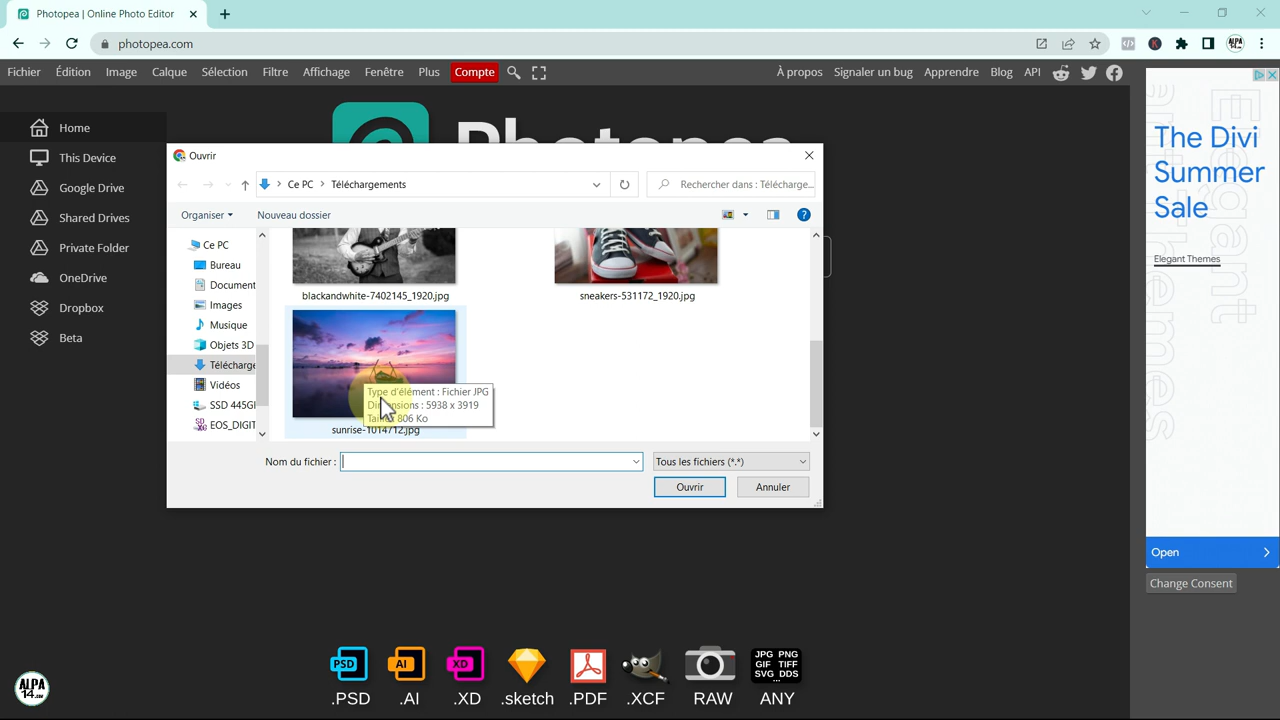 Photopea | Online Photo Editor
photopea.com
Fichier Édition Image Calque Sélection Filtre Affichage Fenêtre Plus Compte
À propos Signaler un bug Apprendre Blog API
Home
This Device
Google Drive
Shared Drives
Private Folder
OneDrive
Dropbox
Beta
Photopea
Ouvrir
Ce PC Téléchargements
Rechercher dans : Télécharge...
Organiser
Nouveau dossier
Ce PC
Bureau
Document
Images
Musique
Objets 3D
Télécharge
Vidéos
SSD 445G
EOS_DIGIT
blackandwhite-7402145_1920.jpg
sneakers-531172_1920.jpg
Type d'élément : Fichier JPG
Dimensions : 5938 x 3919
806 Ko
sunrise-1014712.jpg
Nom du fichier :
Tous les fichiers (*.*)
Ouvrir
Annuler
The Divi
Summer
Sale
Elegant Themes
Open
Change Consent
PSD
AI
XD
PDF
JPG PNG
GIF TIFF
SVG DDS
...
.PSD
.AI
.XD
.sketch
.PDF
.XCF
RAW
ANY
ALPA
14